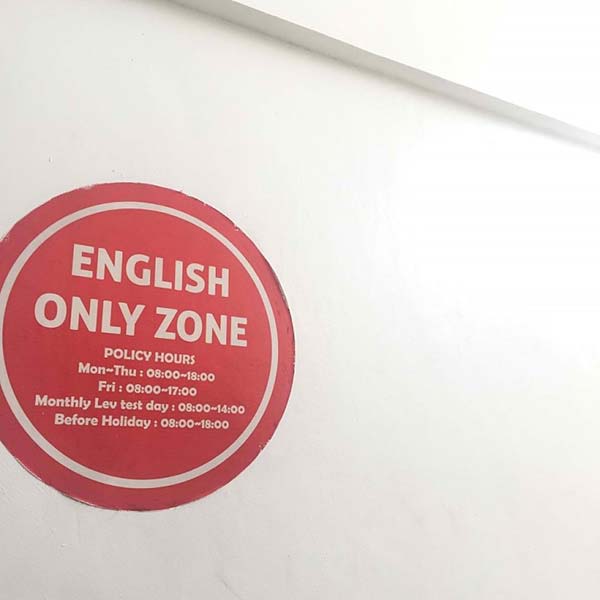 ENGLISH
ONLY ZONE
POLICY HOURS
Mon~Thu : 08:00~18:00
Fri : 08:00~17:00
Monthly Lev test day : 08:00~14:00
Before Holiday : 08:00~18:00